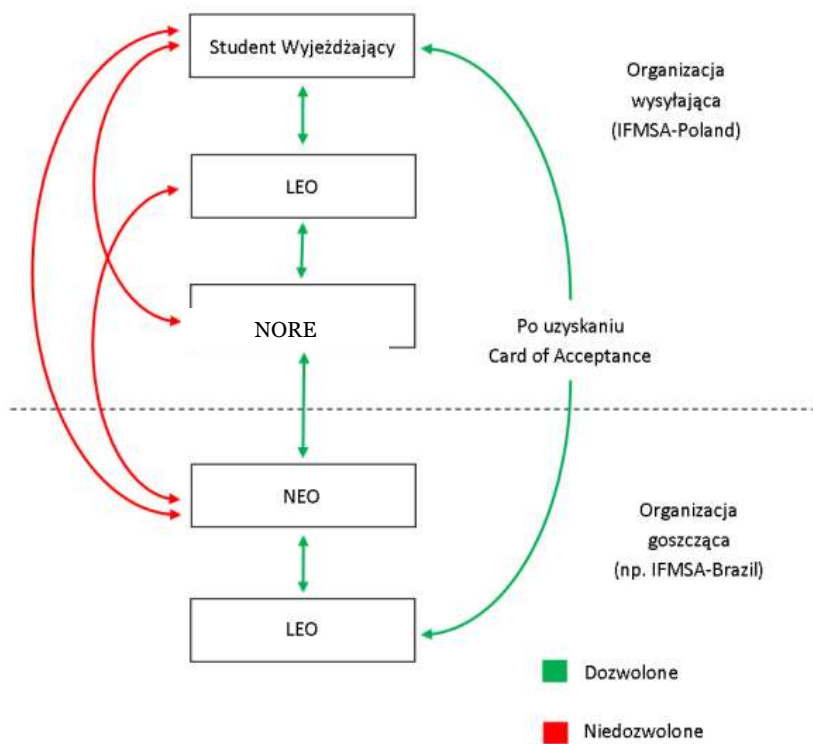 Student Wyjeżdżający
Organizacja
wysyłająca
(IFMSA-Poland)
LEO
NORE
Po uzyskaniu
Card of Acceptance
NEO
Organizacja
goszcząca
(np. IFMSA-Brazil)
LEO
Dozwolone
Niedozwolone